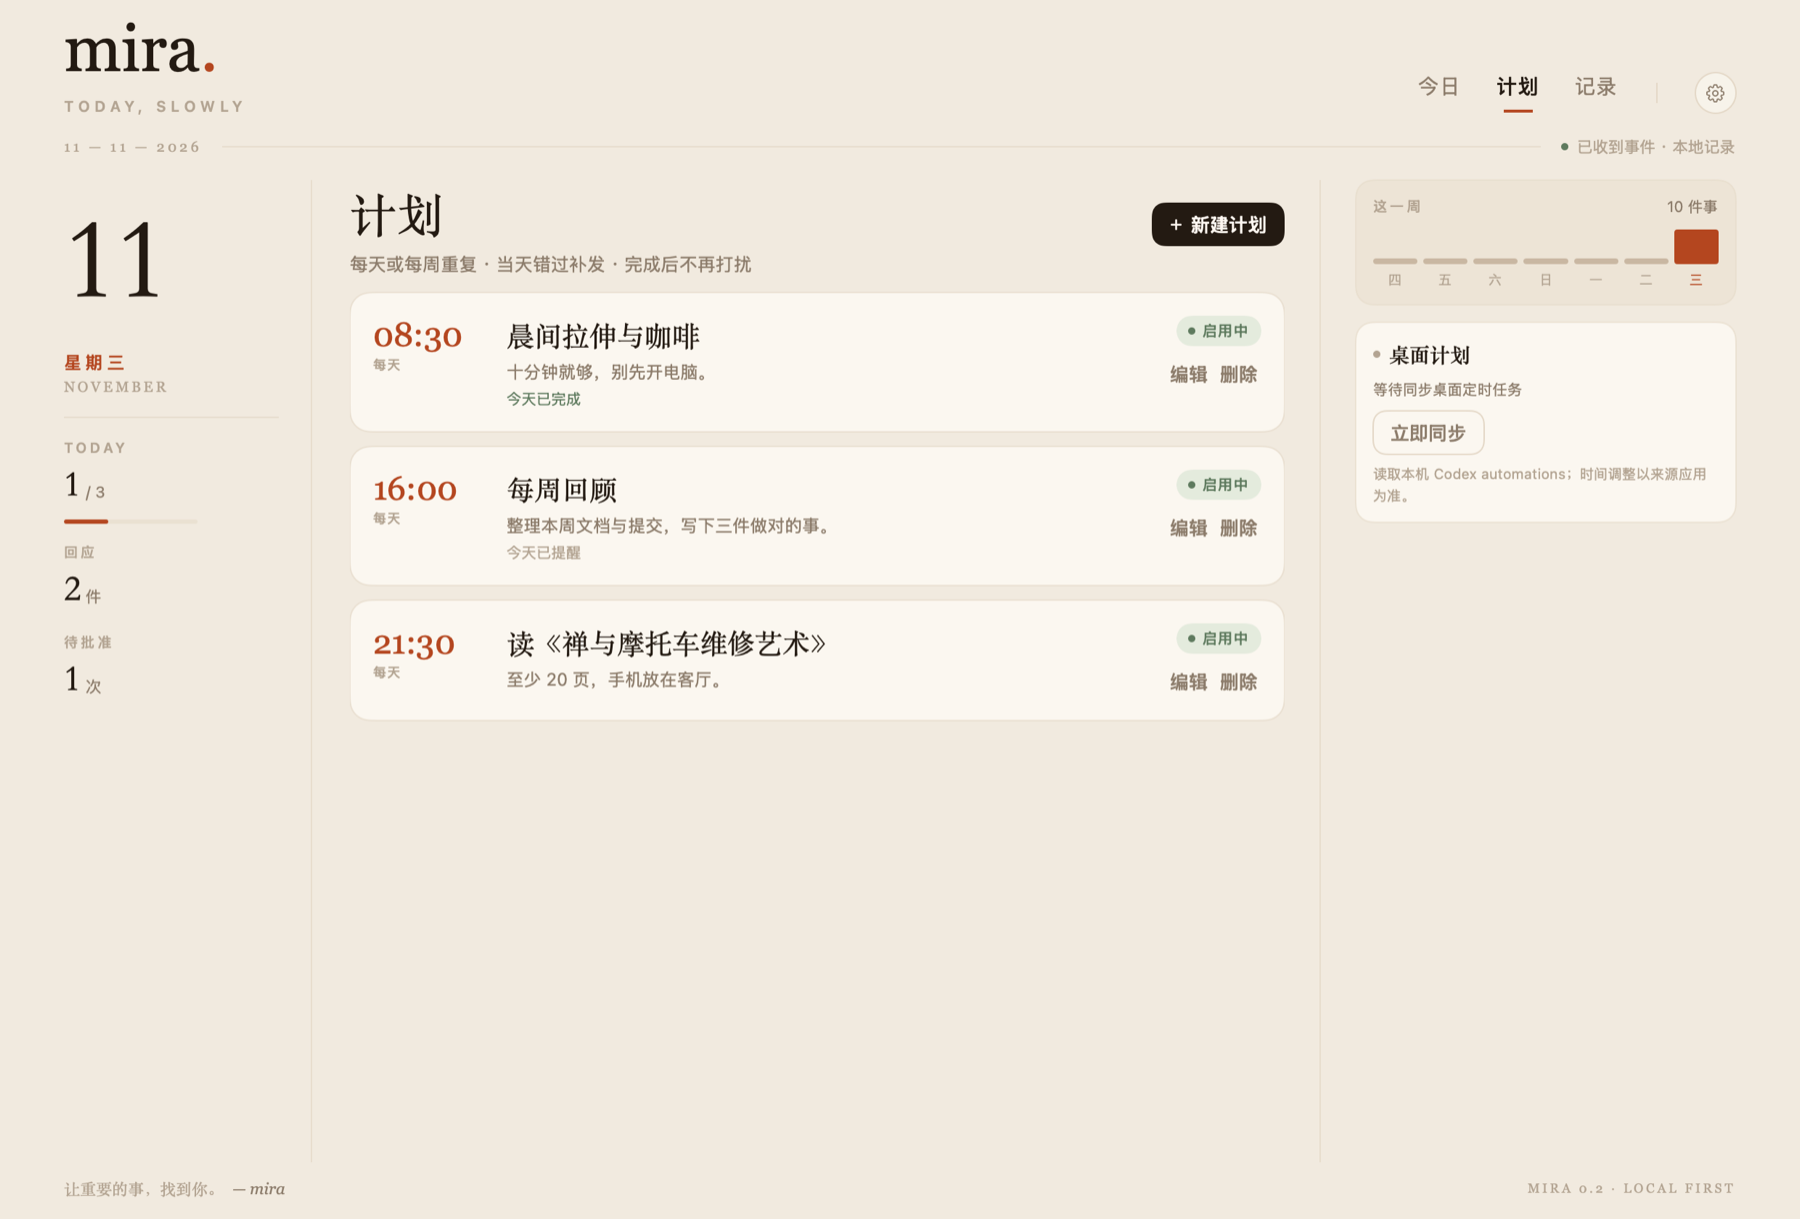 mira.
TODAY, SLOWLY
今日 计划 记录
11 — 11 — 2026
已收到事件 · 本地记录
11
星期三
NOVEMBER
TODAY
1 / 3
回应
2 件
待批准
1 次
计划
+ 新建计划
每天或每周重复 · 当天错过补发 · 完成后不再打扰
08:30
每天
晨间拉伸与咖啡
十分钟就够，别先开电脑。
今天已完成
启用中
编辑 删除
16:00
每天
每周回顾
整理本周文档与提交，写下三件做对的事。
今天已提醒
启用中
编辑 删除
21:30
每天
读《禅与摩托车维修艺术》
至少 20 页，手机放在客厅。
启用中
编辑 删除
这一周 10 件事
四 五 六 日 一 二 三
桌面计划
等待同步桌面定时任务
立即同步
读取本机 Codex automations；时间调整以来源应用
为准。
让重要的事，找到你。 — mira
MIRA 0.2 · LOCAL FIRST